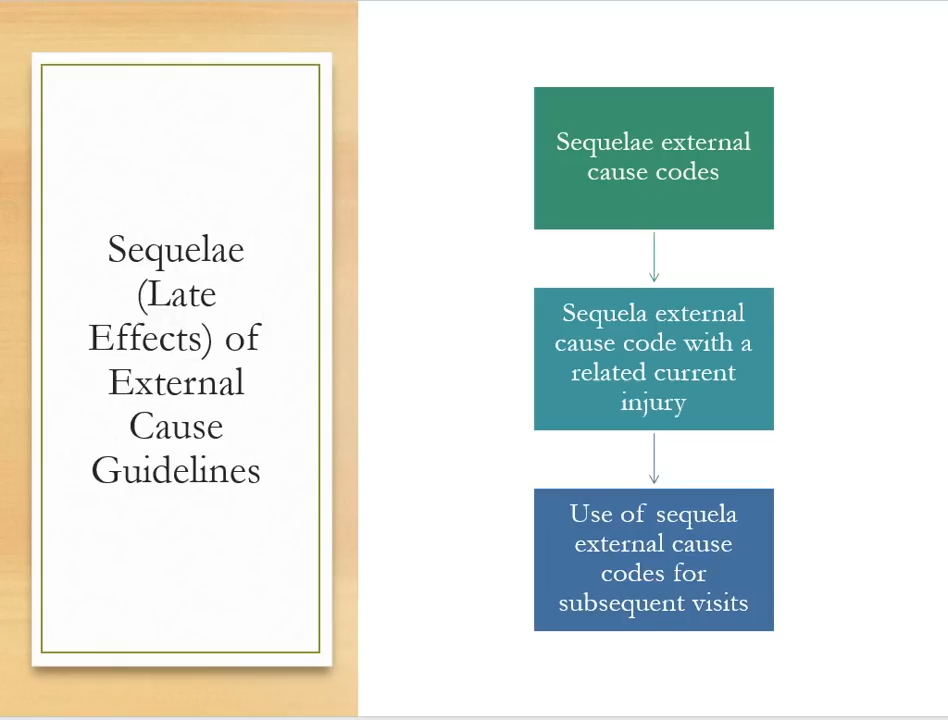 Sequelae
(Late
Effects) of
External
Cause
Guidelines
Sequelae external
cause codes
Sequela external
cause code with a
related current
injury
Use of sequela
external cause
codes for
subsequent visits